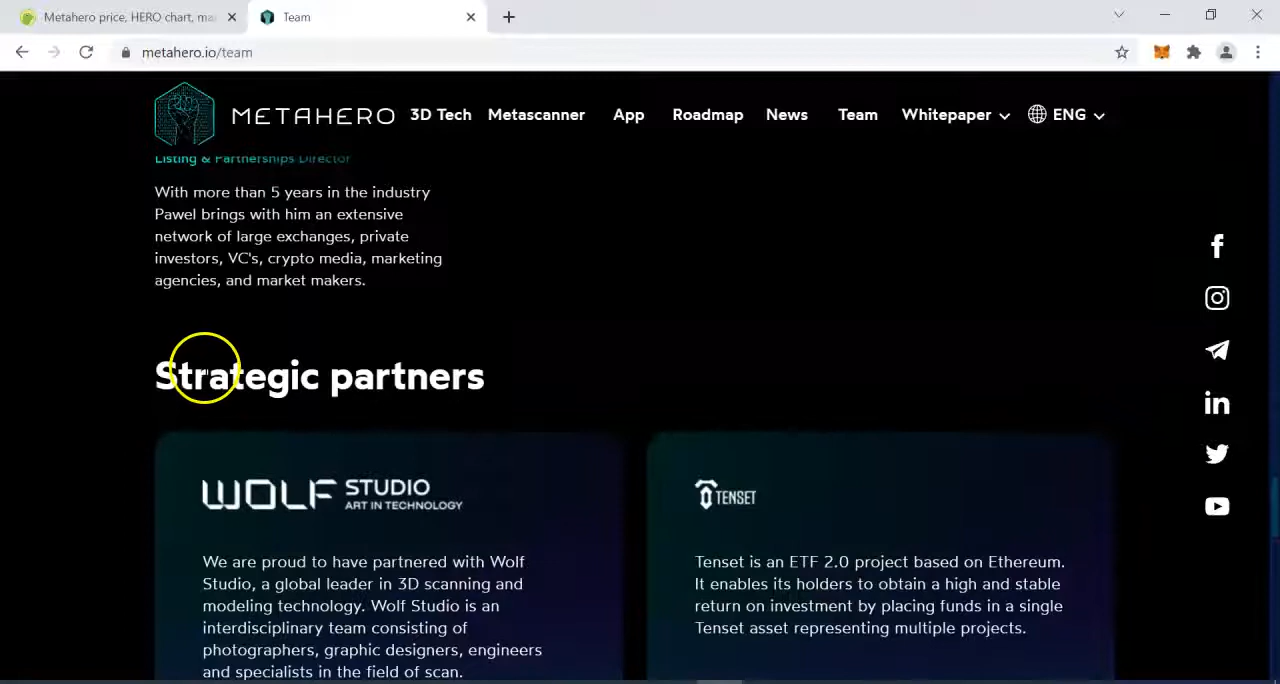 Metahero price, HERO chart, ma
Team
metahero.io/team
METAHERO
3D Tech
Metascanner
App
Roadmap
News
Team
Whitepaper
ENG
Listing & Partnerships Director
With more than 5 years in the industry
Pawel brings with him an extensive
network of large exchanges, private
investors, VC's, crypto media, marketing
agencies, and market makers.
Strategic partners
WOLF STUDIO
ART IN TECHNOLOGY
We are proud to have partnered with Wolf
Studio, a global leader in 3D scanning and
modeling technology. Wolf Studio is an
interdisciplinary team consisting of
photographers, graphic designers, engineers
and specialists in the field of scan.
TENSET
Tenset is an ETF 2.0 project based on Ethereum.
It enables its holders to obtain a high and stable
return on investment by placing funds in a single
Tenset asset representing multiple projects.